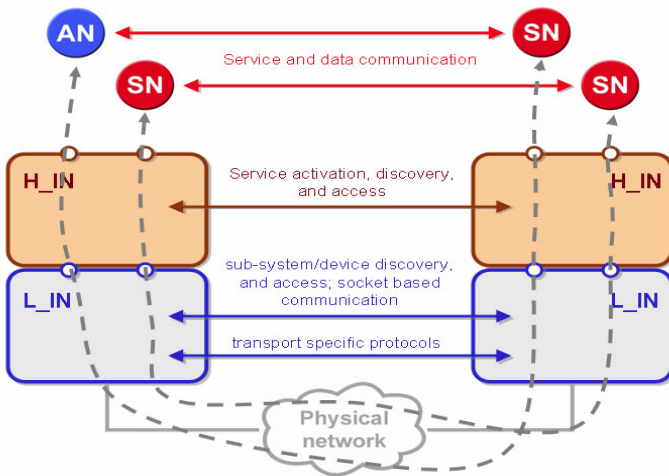 AN
SN
Service and data communication
SN
SN
H_IN
Service activation, discovery,
and access
H_IN
L_IN
sub-system/device discovery,
and access; socket based
communication
L_IN
transport specific protocols
Physical
network